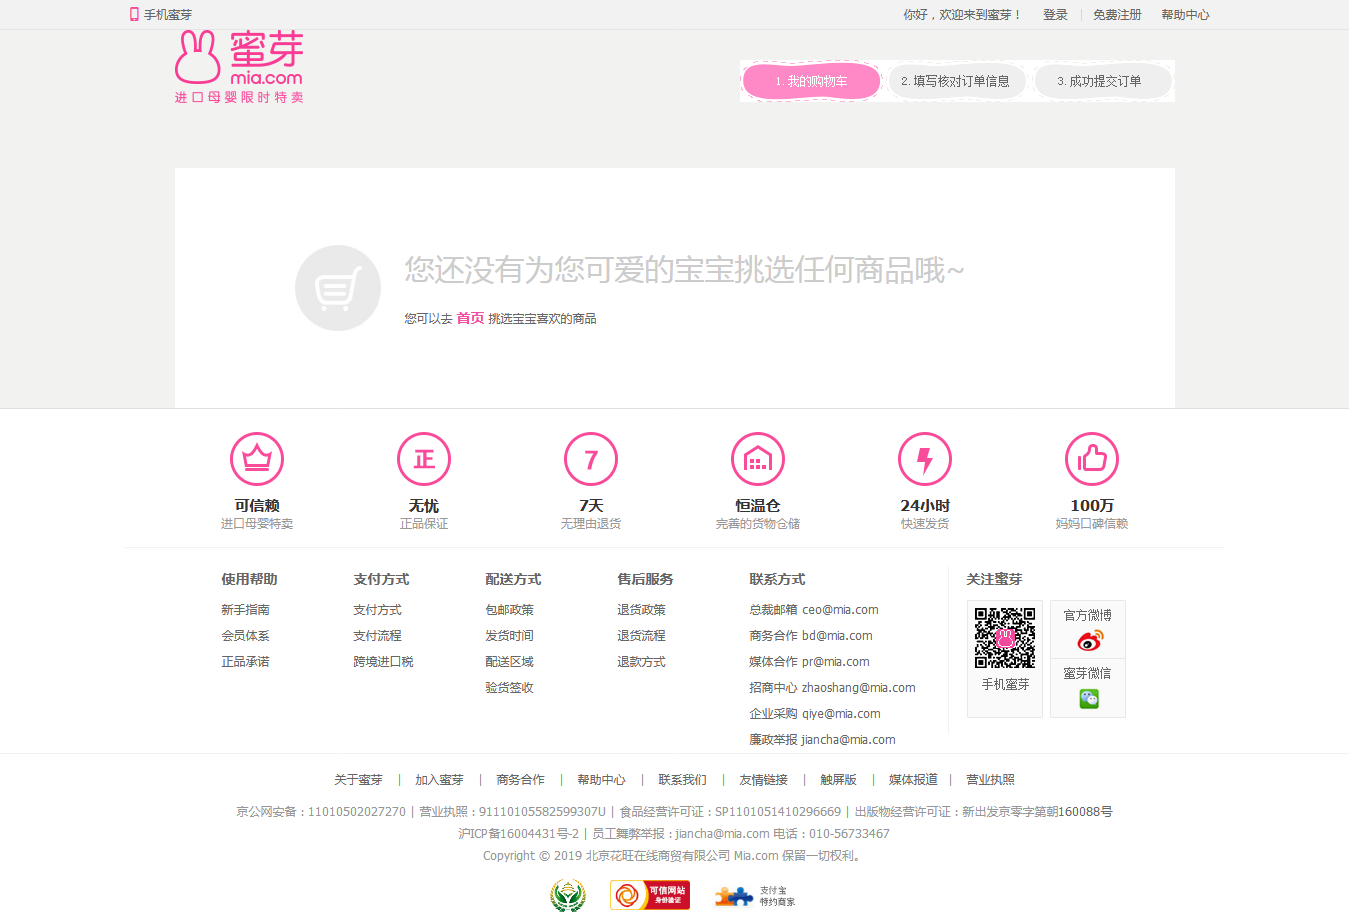 手机蜜芽
你好，欢迎来到蜜芽！ 登录 免费注册 帮助中心
蜜芽
mia.com
进口母婴限时特卖
1. 我的购物车 2. 填写核对订单信息 3. 成功提交订单
您还没有为您可爱的宝宝挑选任何商品哦~
您可以去 首页 挑选宝宝喜欢的商品
正 7
可信赖 无忧 7天 恒温仓 24小时 100万
进口母婴特卖 正品保证 无理由退货 完善的货物仓储 快速发货 妈妈口碑信赖
使用帮助 支付方式 配送方式 售后服务 联系方式 关注蜜芽
新手指南 支付方式 包邮政策 退货政策 总裁邮箱 ceo@mia.com 官方微博
会员体系 支付流程 发货时间 退货流程 商务合作 bd@mia.com
正品承诺 跨境进口税 配送区域 退款方式 媒体合作 pr@mia.com 蜜芽微信
验货签收 招商中心 zhaoshang@mia.com 手机蜜芽
企业采购 qiye@mia.com
廉政举报 jiancha@mia.com
关于蜜芽 | 加入蜜芽 | 商务合作 | 帮助中心 | 联系我们 | 友情链接 | 触屏版 | 媒体报道 | 营业执照
京公网安备：11010502027270 | 营业执照：91110105582599307U | 食品经营许可证：SP1101051410296669 | 出版物经营许可证：新出发京零字第朝160088号
沪ICP备16004431号-2 | 员工舞弊举报：jiancha@mia.com 电话：010-56733467
Copyright © 2019 北京花旺在线商贸有限公司 Mia.com 保留一切权利。
可信网站 支付宝
身份验证 特约商家